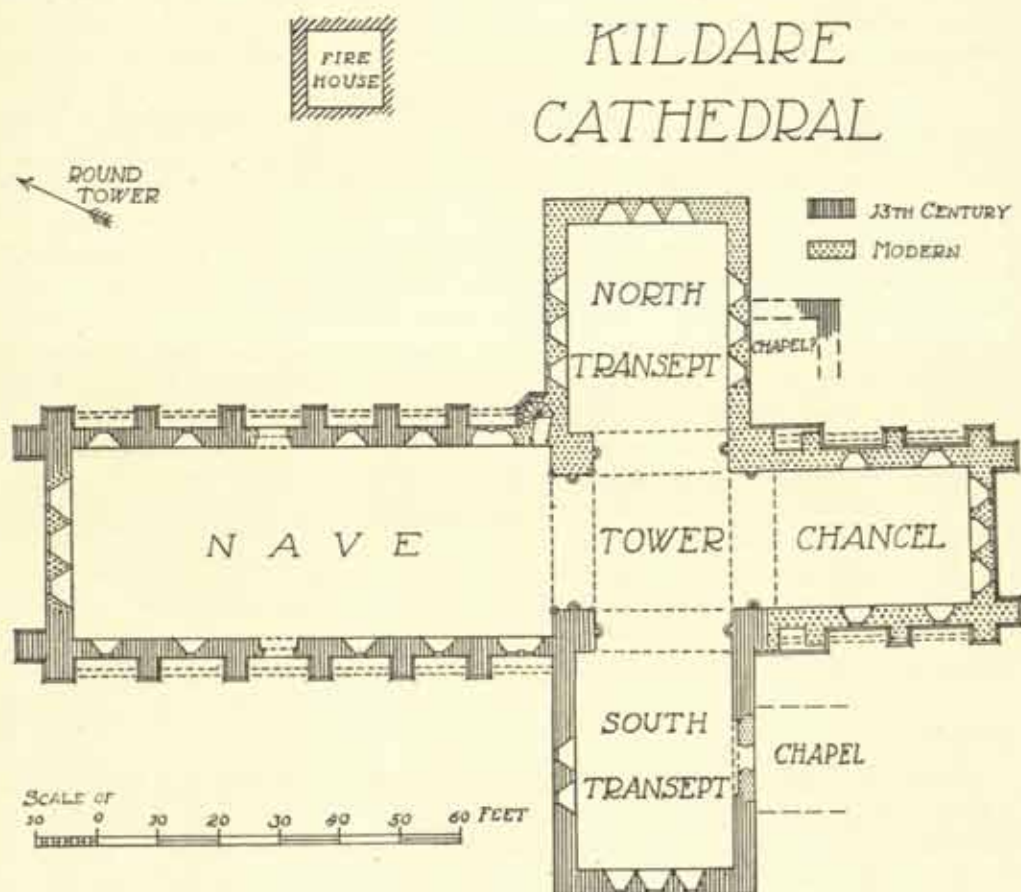 KILDARE
CATHEDRAL
FIRE
HOUSE
ROUND
TOWER
13TH CENTURY
MODERN
NORTH
TRANSEPT
CHAPEL?
NAVE
TOWER
CHANCEL
SOUTH
TRANSEPT
CHAPEL
SCALE OF
10 0 10 20 30 40 50 60 FEET